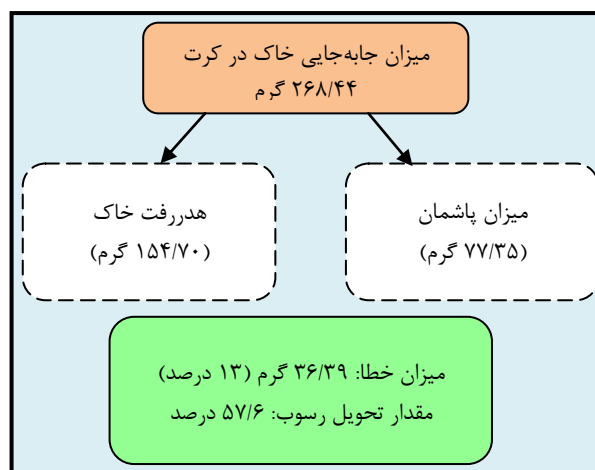 میزان جابه‌جایی خاک در کرت
۲۶۸/۴۴ گرم
میزان پاشمان
(۷۷/۳۵ گرم)
هدررفت خاک
(۱۵۴/۷۰ گرم)
میزان خطا: ۳۶/۳۹ گرم (۱۳ درصد)
مقدار تحویل رسوب: ۵۷/۶ درصد